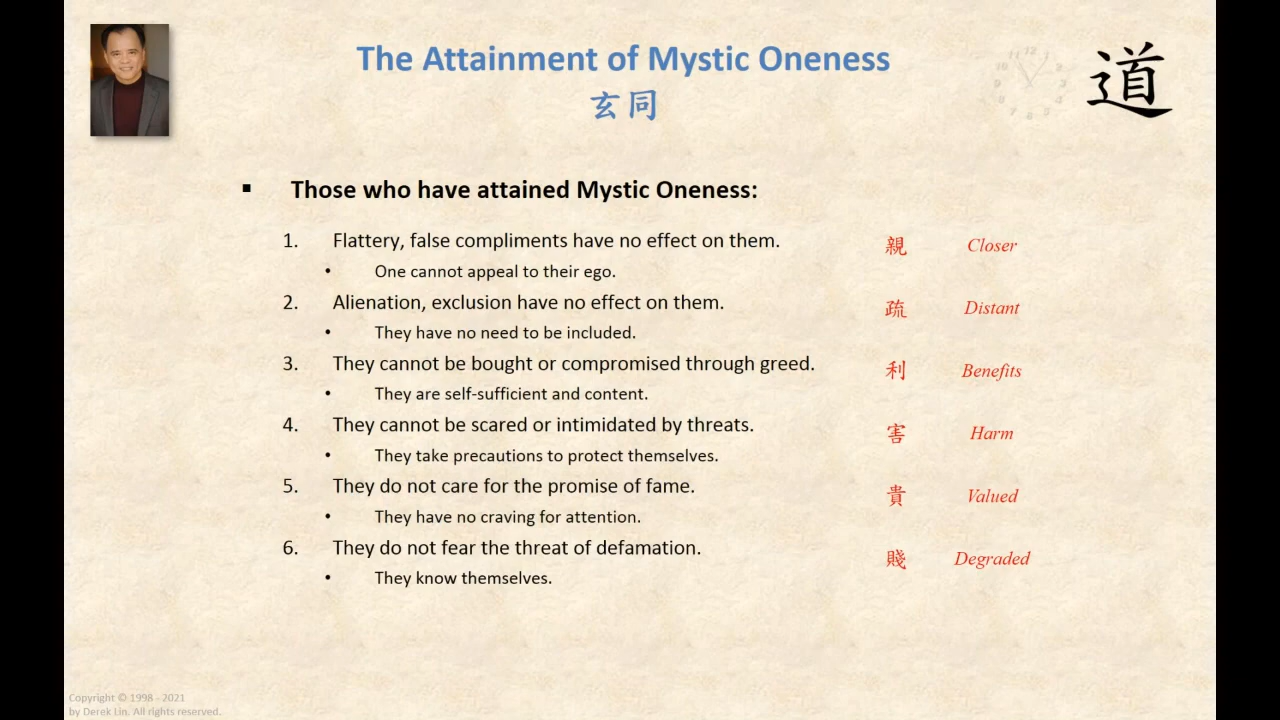 The Attainment of Mystic Oneness
玄同
道
▪ Those who have attained Mystic Oneness:
1. Flattery, false compliments have no effect on them. 親 Closer
• One cannot appeal to their ego.
2. Alienation, exclusion have no effect on them. 疏 Distant
• They have no need to be included.
3. They cannot be bought or compromised through greed. 利 Benefits
• They are self-sufficient and content.
4. They cannot be scared or intimidated by threats. 害 Harm
• They take precautions to protect themselves.
5. They do not care for the promise of fame. 貴 Valued
• They have no craving for attention.
6. They do not fear the threat of defamation. 賤 Degraded
• They know themselves.
Copyright © 1998 - 2021
by Derek Lin. All rights reserved.